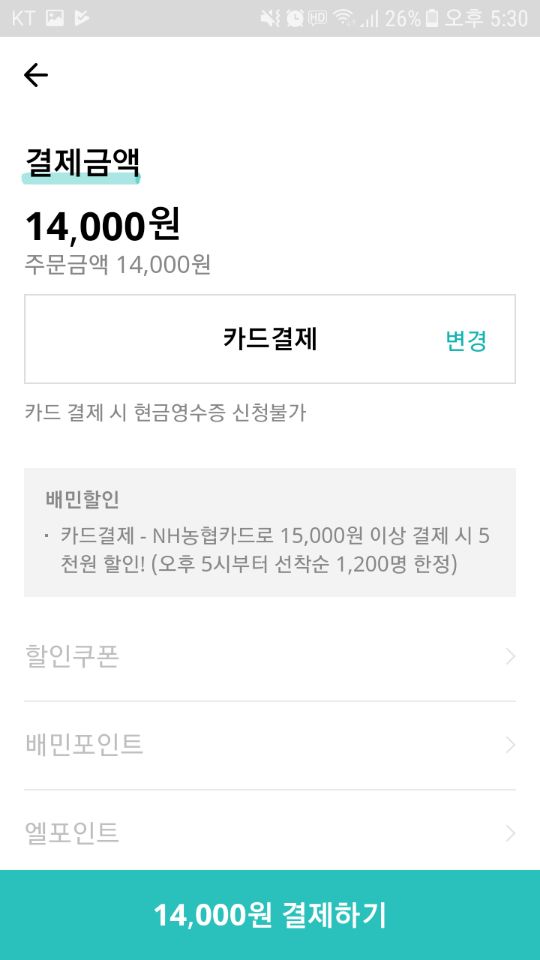 KT HD 26% 오후 5:30
결제금액
14,000원
주문금액 14,000원
카드결제 변경
카드 결제 시 현금영수증 신청불가
배민할인
· 카드결제 - NH농협카드로 15,000원 이상 결제 시 5
천원 할인! (오후 5시부터 선착순 1,200명 한정)
할인쿠폰
배민포인트
엘포인트
14,000원 결제하기